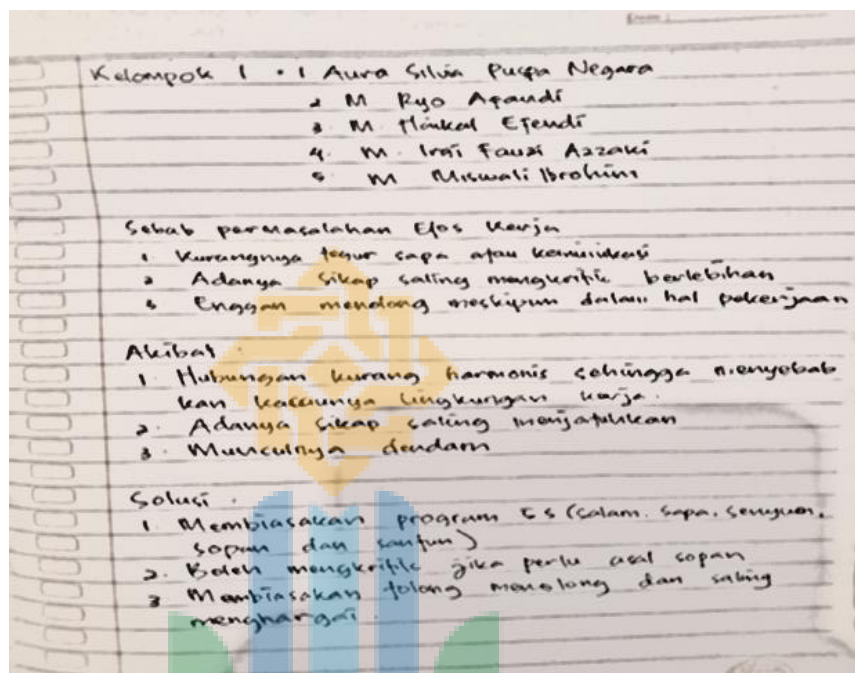 Kelompok 1 . 1 Aura Silvia Puspa Negara
2 M Ryo Apandi
3 M. Haikal Efendi
4. M. Irgi Fauzi Azzaki
5 M Miswali Ibrohim
Sebab permasalahan Etos Kerja
1. Kurangnya tegur sapa atau komunikasi
2 Adanya sikap saling mengkritik berlebihan
3 Enggan menolong meskipun dalam hal pekerjaan
Akibat .
1. Hubungan kurang harmonis sehingga menyebab
kan kacaunya lingkungan kerja.
2. Adanya sikap saling menjatuhkan
3. Munculnya dendam
Solusi .
1. Membiasakan program 5s (salam. sapa. senyum.
sopan dan santun)
2. Boleh mengkritik jika perlu asal sopan
3 Membiasakan tolong menolong dan saling
menghargai.